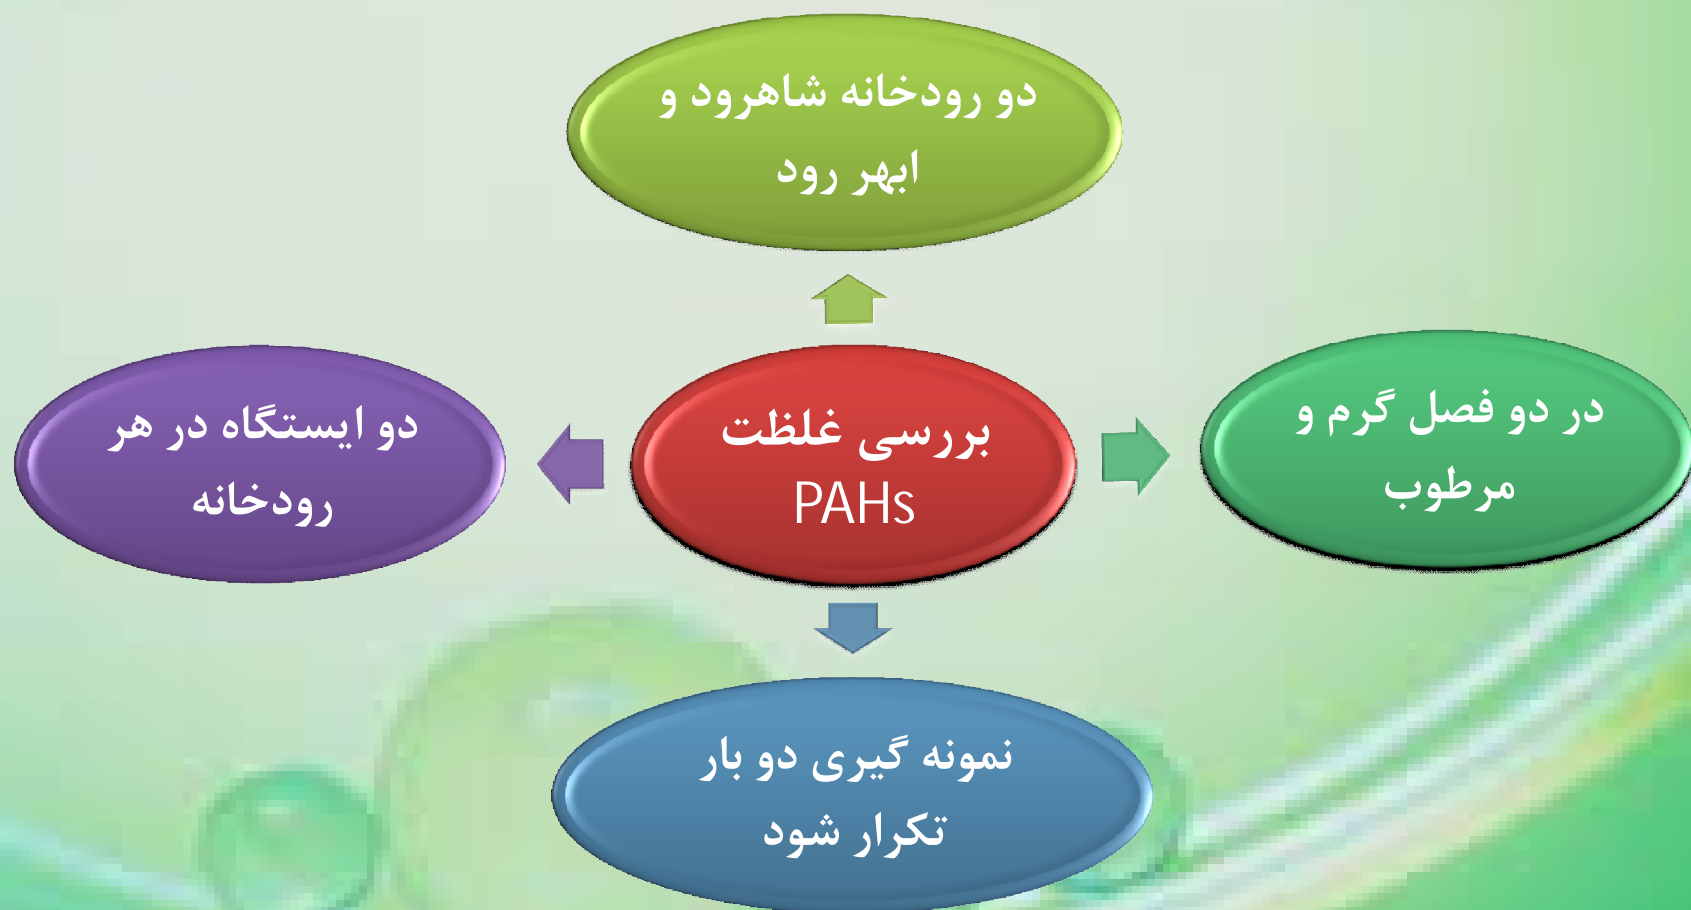 دو رودخانه شاهرود و
ابهر رود
در دو فصل گرم و
مرطوب
بررسی غلظت
PAHs
دو ایستگاه در هر
رودخانه
نمونه گیری دو بار
تکرار شود